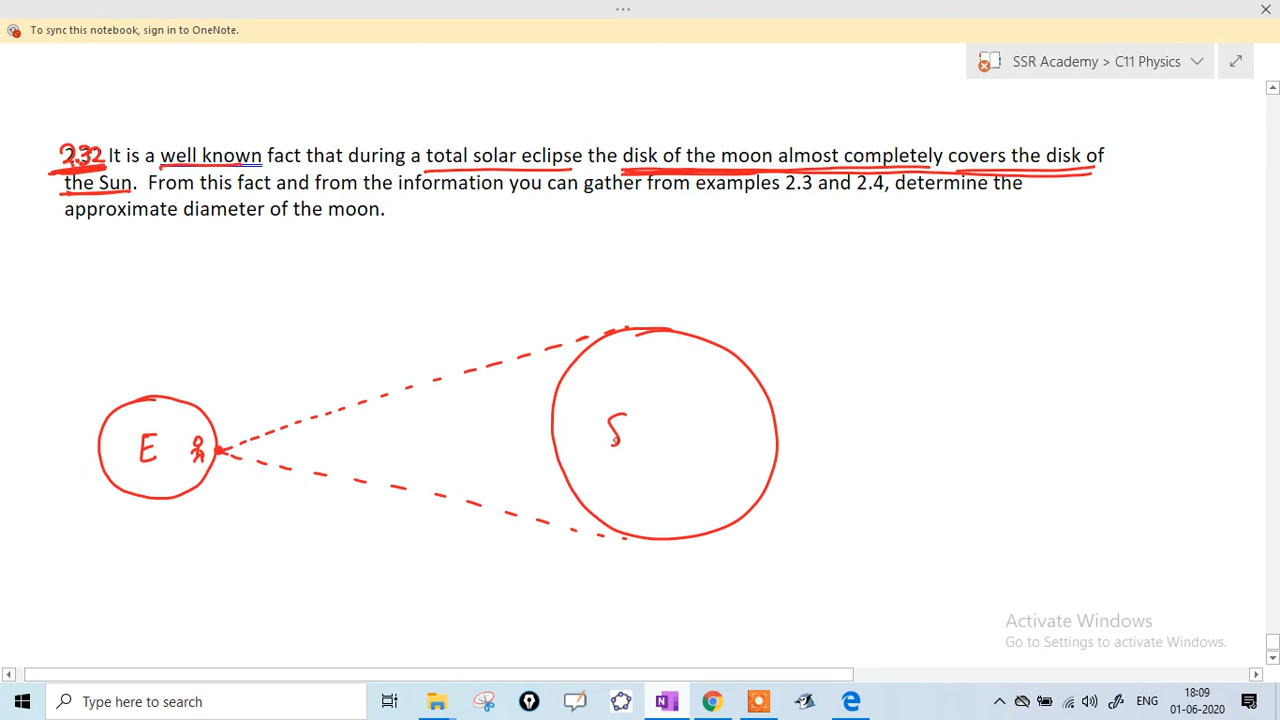 To sync this notebook, sign in to OneNote.
SSR Academy > C11 Physics
2.32 It is a well known fact that during a total solar eclipse the disk of the moon almost completely covers the disk of
the Sun. From this fact and from the information you can gather from examples 2.3 and 2.4, determine the
approximate diameter of the moon.
E
S
Activate Windows
Go to Settings to activate Windows.
Type here to search
ENG
18:09
01-06-2020